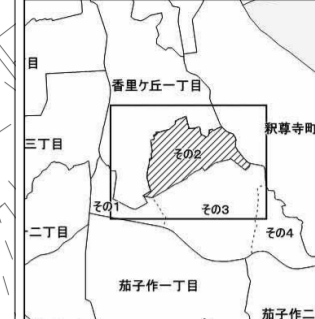 目
香里ケ丘一丁目
釈尊寺町
三丁目
その2
その1
その3
その4
二丁目
茄子作一丁目
茄子作二